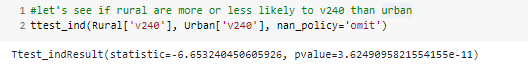 1 #let's see if rural are more or less likely to v240 than urban
2 ttest_ind(Rural['v240'], Urban['v240'], nan_policy='omit')
Ttest_indResult(statistic=-6.653240450605926, pvalue=3.6249095821554155e-11)